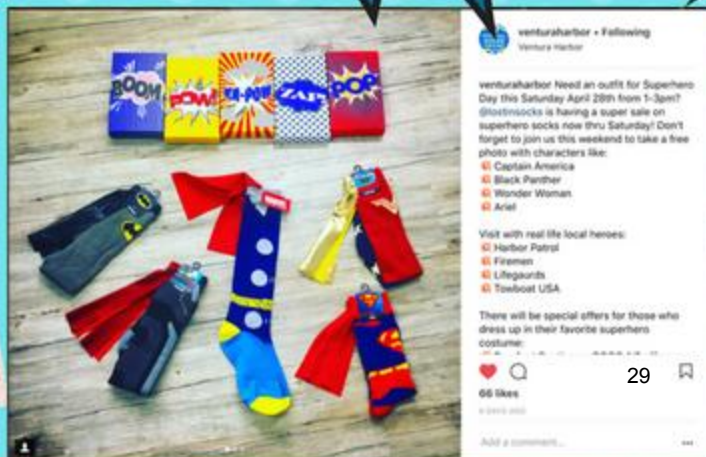 BOOM
POW!
KA-POW
ZAP!
POP!
MARVEL
venturaharbor • Following
Ventura Harbor
venturaharbor Need an outfit for Superhero
Day this Saturday April 28th from 1-3pm?
@lostinsocks is having a super sale on
superhero socks now thru Saturday! Don't
forget to join us this weekend to take a free
photo with characters like:
Captain America
Black Panther
Wonder Woman
Ariel
Visit with real life local heroes:
Harbor Patrol
Firemen
Lifegaurds
Towboat USA
There will be special offers for those who
dress up in their favorite superhero
costume:
29
66 likes
Add a comment...